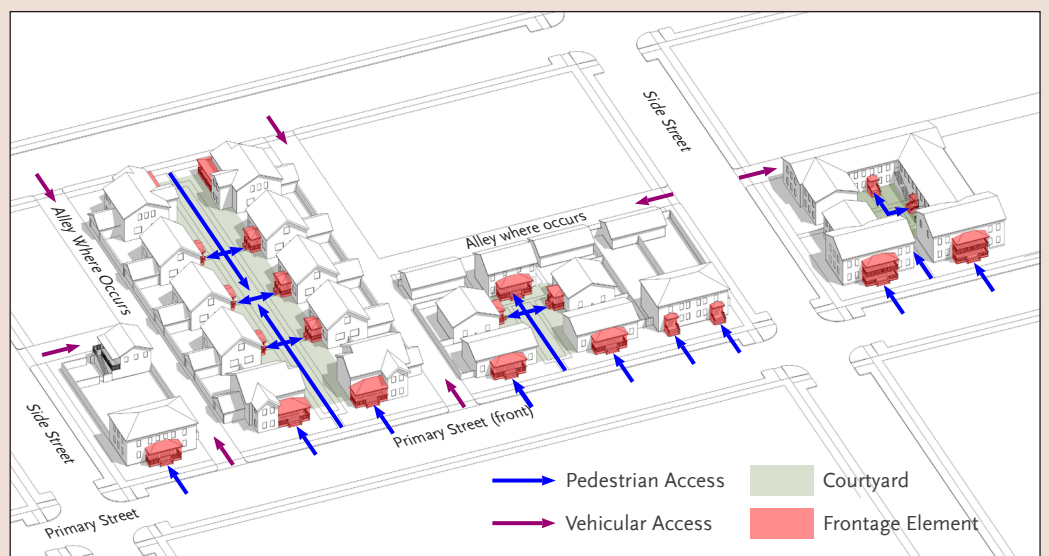 Side Street
Alley Where Occurs
Alley where occurs
Side Street
Primary Street (front)
Primary Street
Pedestrian Access
Courtyard
Vehicular Access
Frontage Element